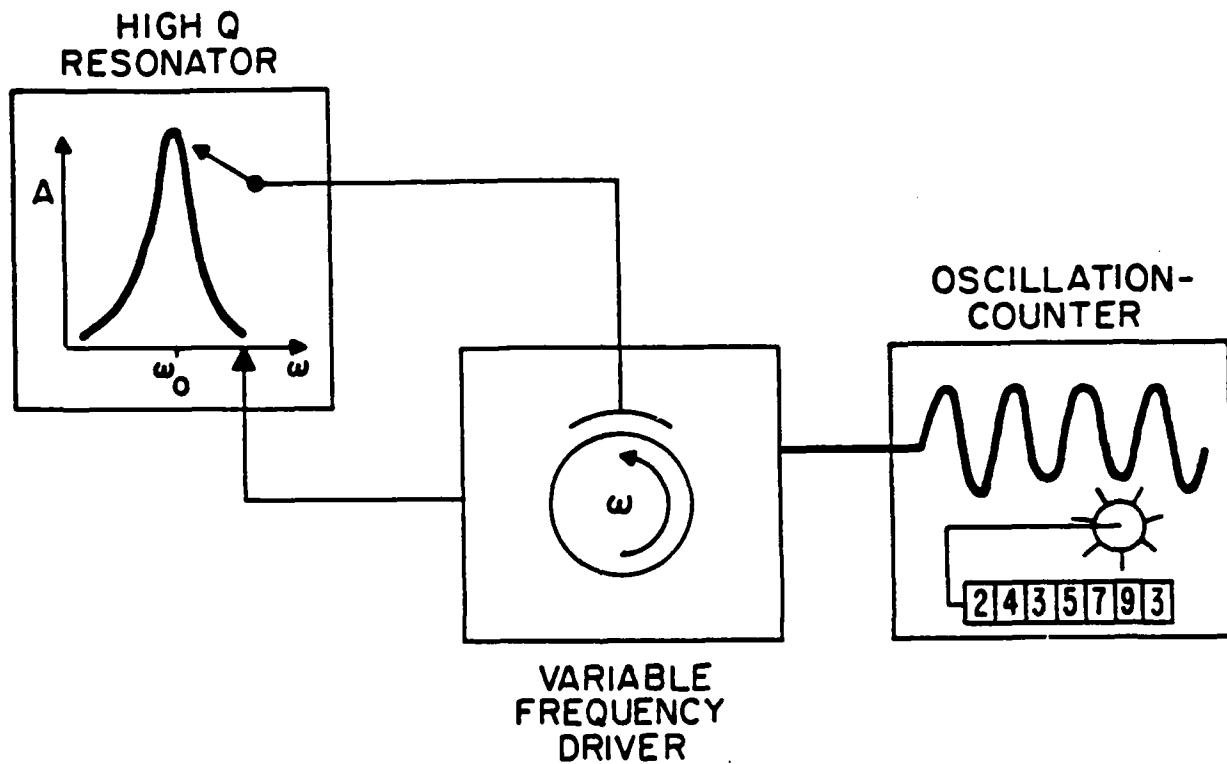 HIGH Q
RESONATOR
A
ω₀
ω
ω
OSCILLATION-
COUNTER
2435793
VARIABLE
FREQUENCY
DRIVER